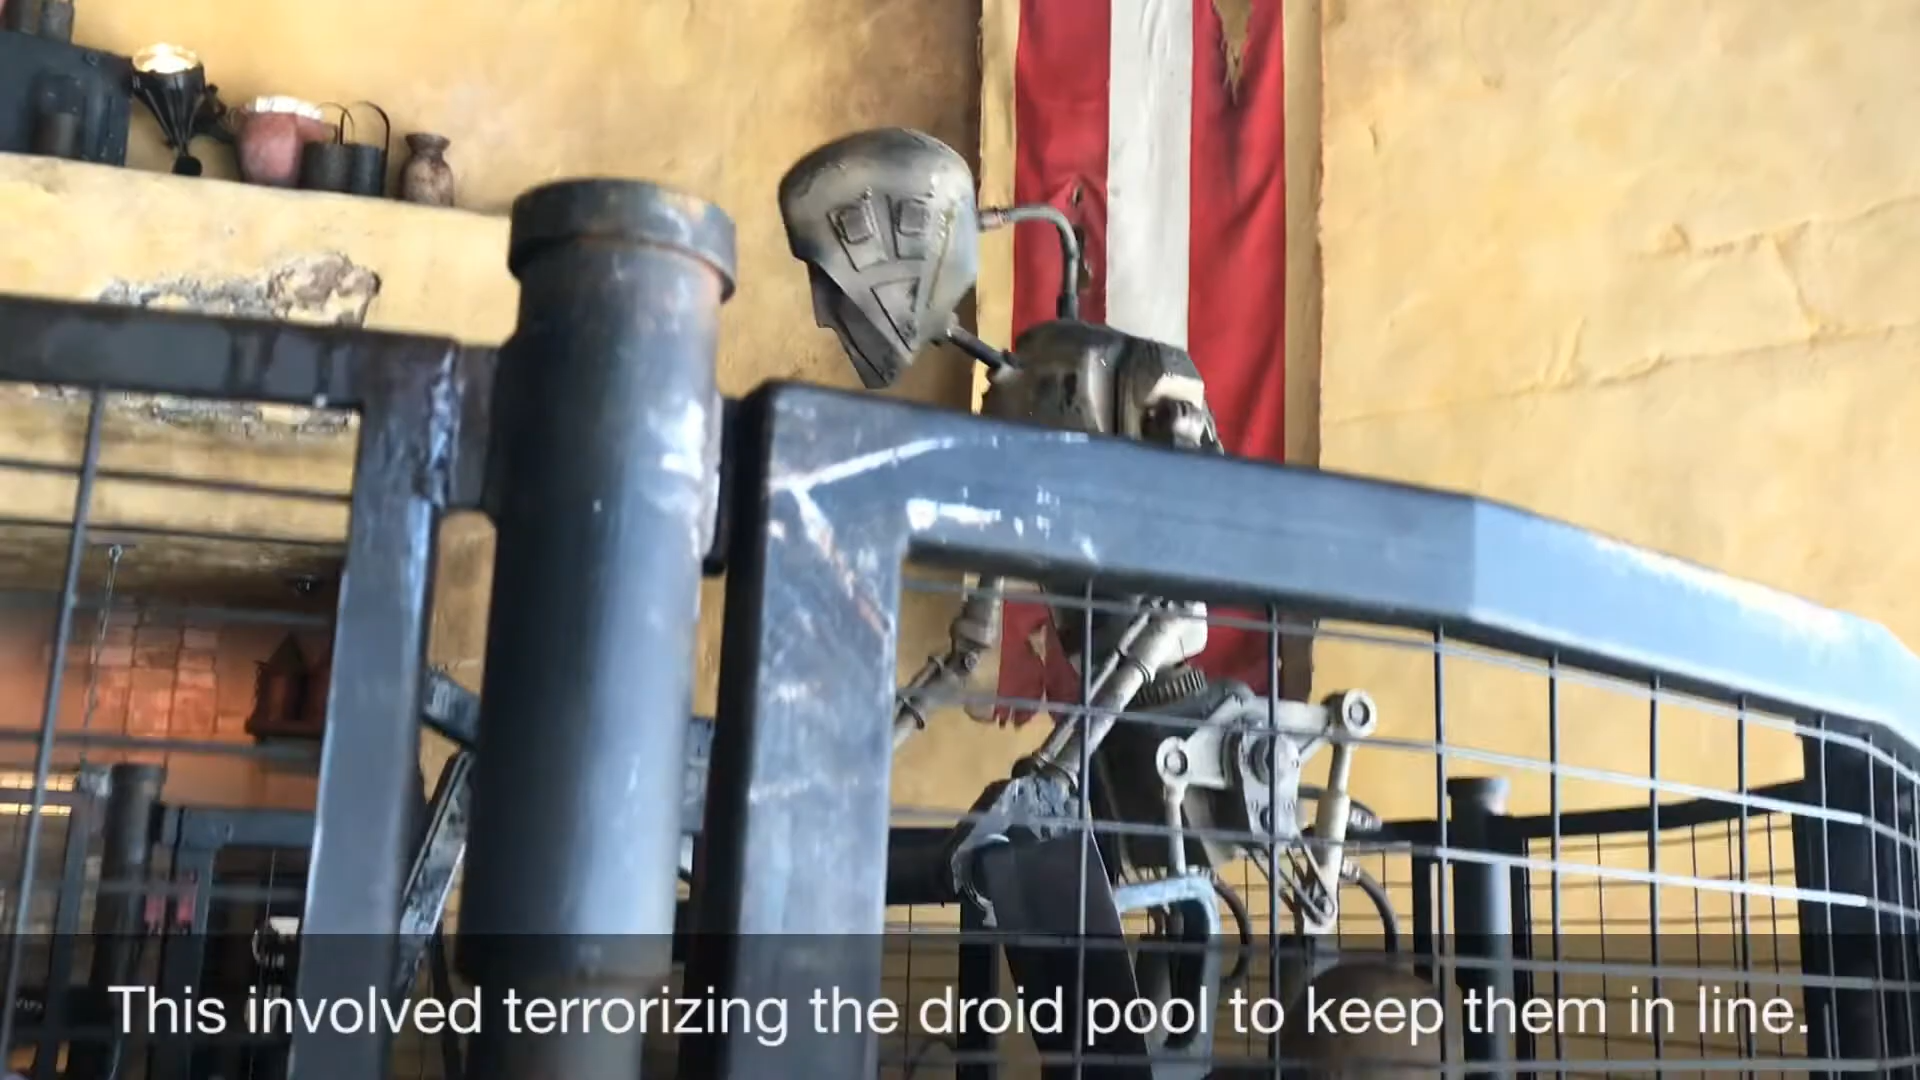 This involved terrorizing the droid pool to keep them in line.